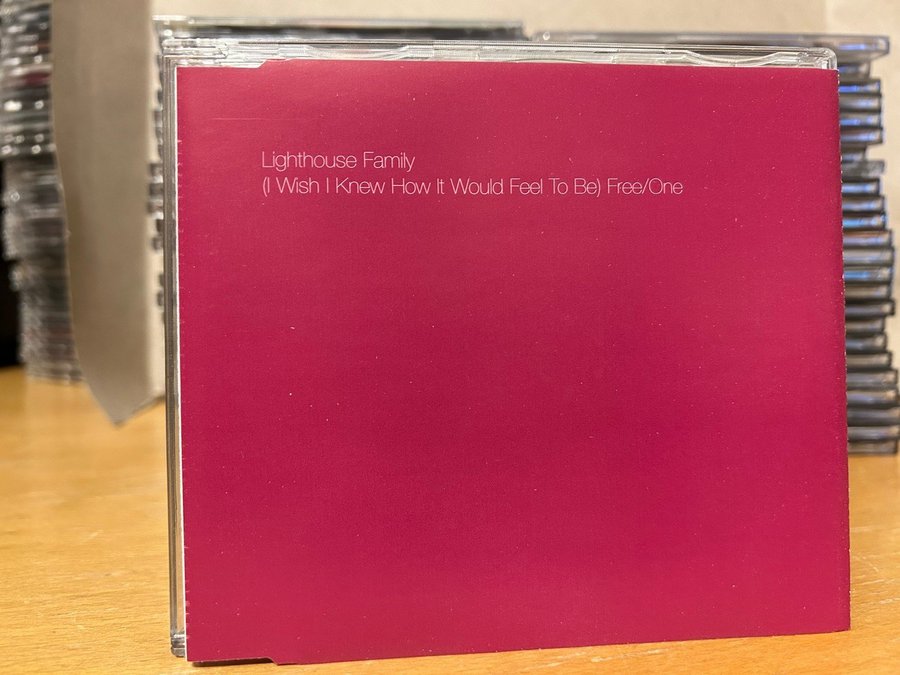 Lighthouse Family
(I Wish I Knew How It Would Feel To Be) Free/One